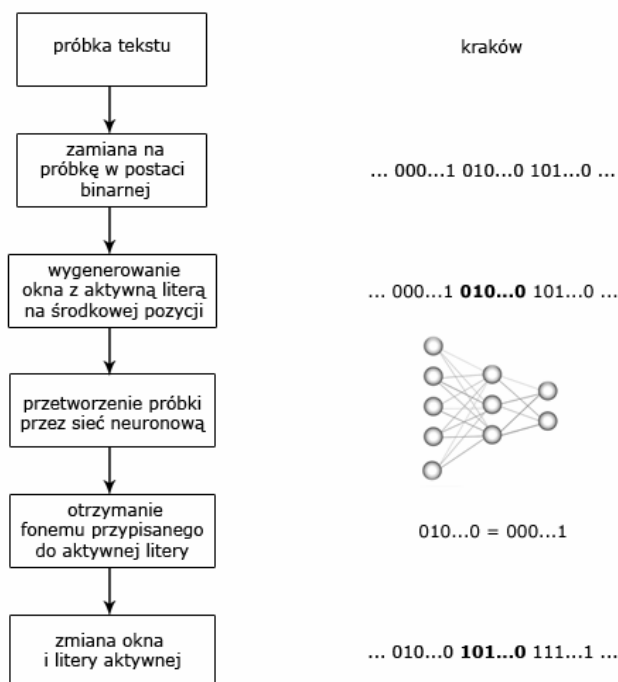 próbka tekstu
kraków
zamiana na
próbkę w postaci
binarnej
... 000...1 010...0 101...0 ...
wygenerowanie
okna z aktywną literą
na środkowej pozycji
... 000...1 010...0 101...0 ...
przetworzenie próbki
przez sieć neuronową
otrzymanie
fonemu przypisanego
do aktywnej litery
010...0 = 000...1
zmiana okna
i litery aktywnej
... 010...0 101...0 111...1 ...